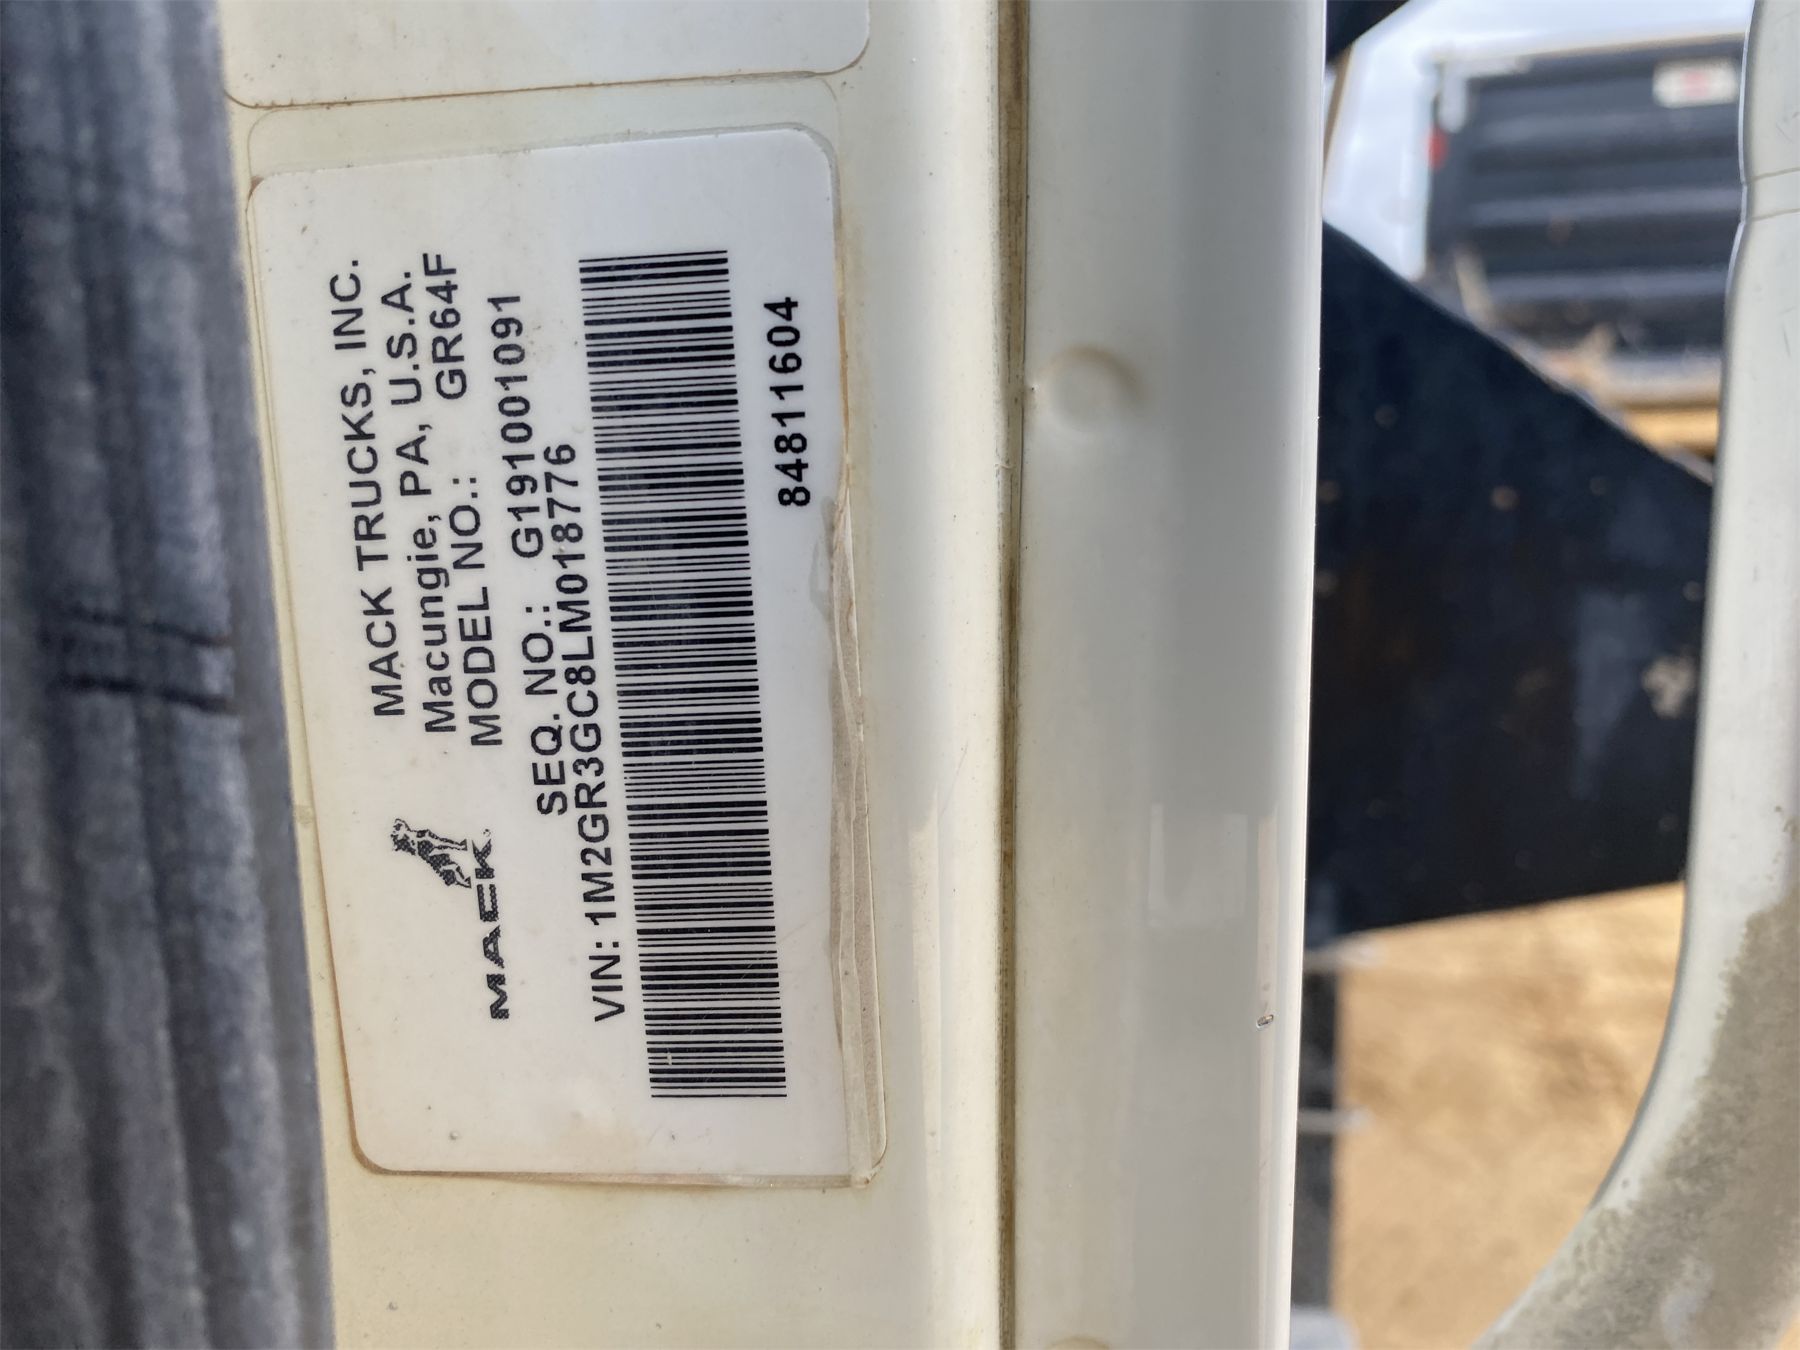 MACK TRUCKS, INC.
Macungie, PA, U.S.A.
MODEL NO.: GR64F
MACK
SEQ. NO.: G191001091
VIN: 1M2GR3GC8LM018776
84811604